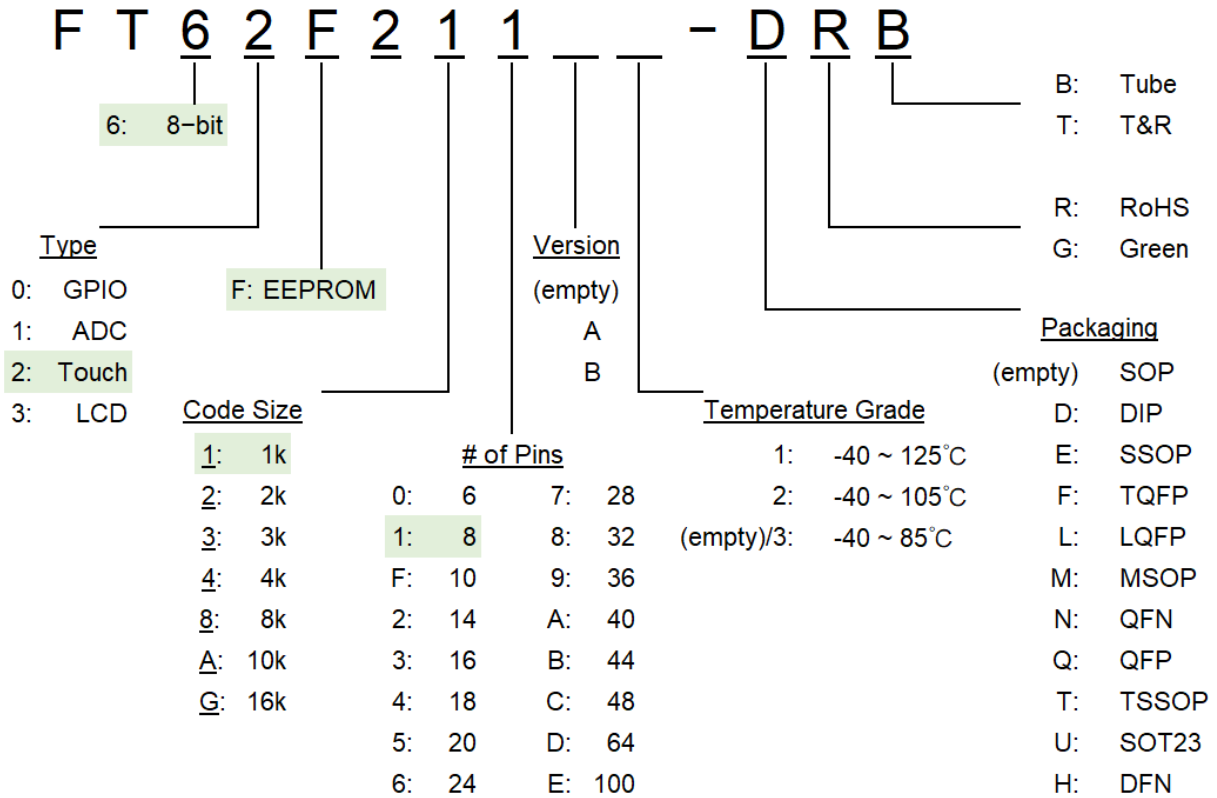 F T 6 2 F 2 1 1 _ _ − D R B
B: Tube
6: 8−bit
T: T&R
R: RoHS
Type Version
G: Green
0: GPIO F: EEPROM (empty)
1: ADC A Packaging
2: Touch B (empty) SOP
3: LCD Code Size Temperature Grade D: DIP
1: 1k # of Pins 1: -40 ~ 125°C E: SSOP
2: 2k 0: 6 7: 28 2: -40 ~ 105°C F: TQFP
3: 3k 1: 8 8: 32 (empty)/3: -40 ~ 85°C L: LQFP
4: 4k F: 10 9: 36 M: MSOP
8: 8k 2: 14 A: 40 N: QFN
A: 10k 3: 16 B: 44 Q: QFP
G: 16k 4: 18 C: 48 T: TSSOP
5: 20 D: 64 U: SOT23
6: 24 E: 100 H: DFN